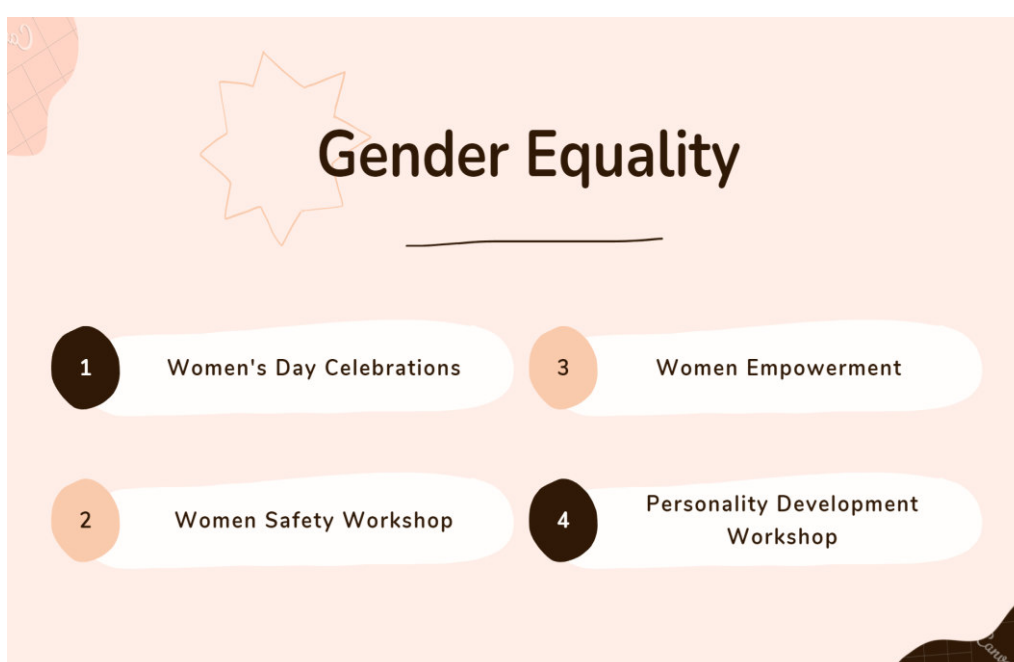 Gender Equality
1
Women's Day Celebrations
2
Women Safety Workshop
3
Women Empowerment
4
Personality Development
Workshop